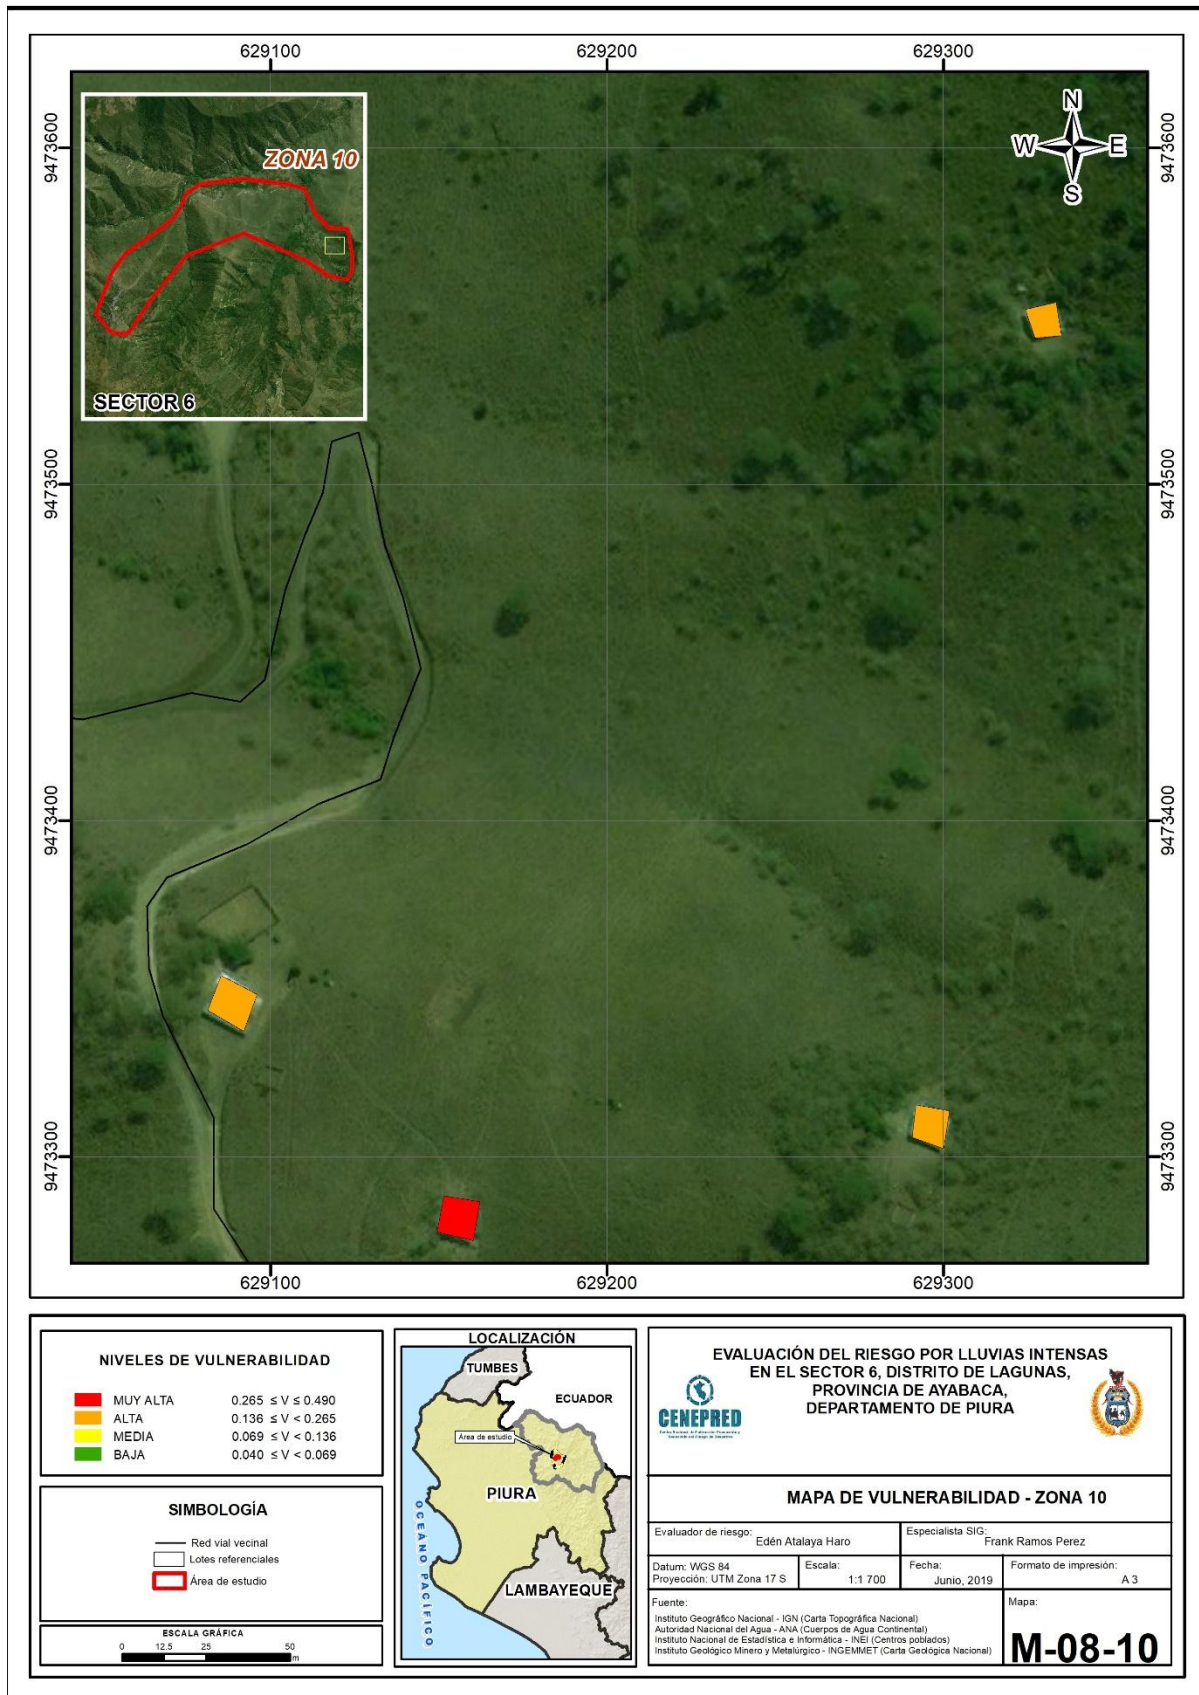 629100 629200 629300
9473600
9473600
ZONA 10
N
W E
S
SECTOR 6
9473500
9473500
9473400
9473400
9473300
9473300
629100 629200 629300
NIVELES DE VULNERABILIDAD
MUY ALTA 0.265 ≤ V ≤ 0.490
ALTA 0.136 ≤ V < 0.265
MEDIA 0.069 ≤ V < 0.136
BAJA 0.040 ≤ V < 0.069
SIMBOLOGÍA
Red vial vecinal
Lotes referenciales
Área de estudio
ESCALA GRÁFICA
0 12.5 25 50
m
LOCALIZACIÓN
TUMBES
ECUADOR
Área de estudio
PIURA
OCEÁNO PACÍFICO
LAMBAYEQUE
EVALUACIÓN DEL RIESGO POR LLUVIAS INTENSAS
EN EL SECTOR 6, DISTRITO DE LAGUNAS,
PROVINCIA DE AYABACA,
DEPARTAMENTO DE PIURA
CENEPRED
MAPA DE VULNERABILIDAD - ZONA 10
Evaluador de riesgo:
Edén Atalaya Haro
Especialista SIG:
Frank Ramos Perez
Datum: WGS 84
Proyección: UTM Zona 17 S
Escala:
1:1 700
Fecha:
Junio, 2019
Formato de impresión:
A 3
Fuente:
Instituto Geográfico Nacional - IGN (Carta Topográfica Nacional)
Autoridad Nacional del Agua - ANA (Cuerpos de Agua Continental)
Instituto Nacional de Estadística e Informática - INEI (Centros poblados)
Instituto Geológico Minero y Metalúrgico - INGEMMET (Carta Geológica Nacional)
Mapa:
M-08-10